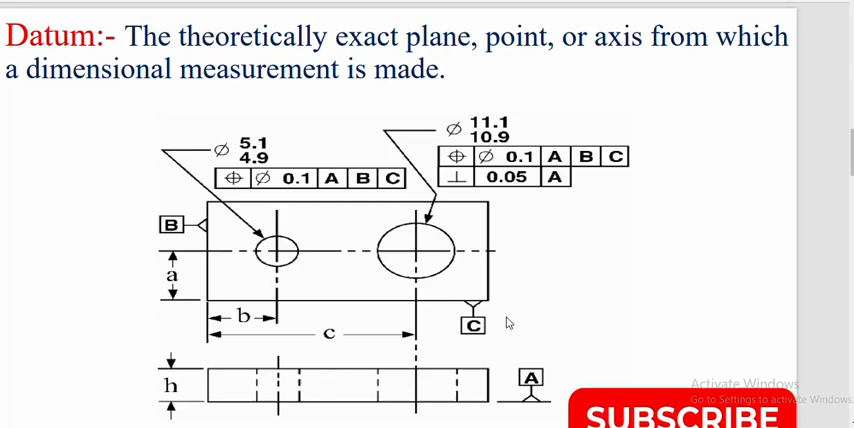 Datum:- The theoretically exact plane, point, or axis from which
a dimensional measurement is made.
⌀ 5.1
4.9
⌖ ⌀ 0.1 A B C
⌀ 11.1
10.9
⌖ ⌀ 0.1 A B C
⊥ 0.05 A
B
a
b
c
C
h
A
Activate Windows
Go to Settings to activate Windows.
SUBSCRIBE